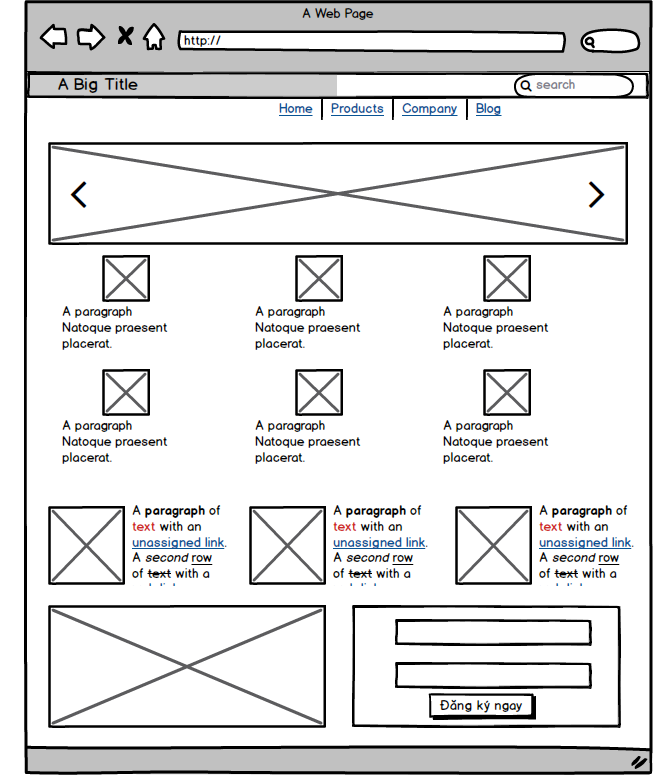 A Web Page
http://
A Big Title
search
Home Products Company Blog
A paragraph
Natoque praesent
placerat.
A paragraph
Natoque praesent
placerat.
A paragraph
Natoque praesent
placerat.
A paragraph
Natoque praesent
placerat.
A paragraph
Natoque praesent
placerat.
A paragraph
Natoque praesent
placerat.
A paragraph of
text with an
unassigned link.
A second row
of text with a
A paragraph of
text with an
unassigned link.
A second row
of text with a
A paragraph of
text with an
unassigned link.
A second row
of text with a
Đăng ký ngay